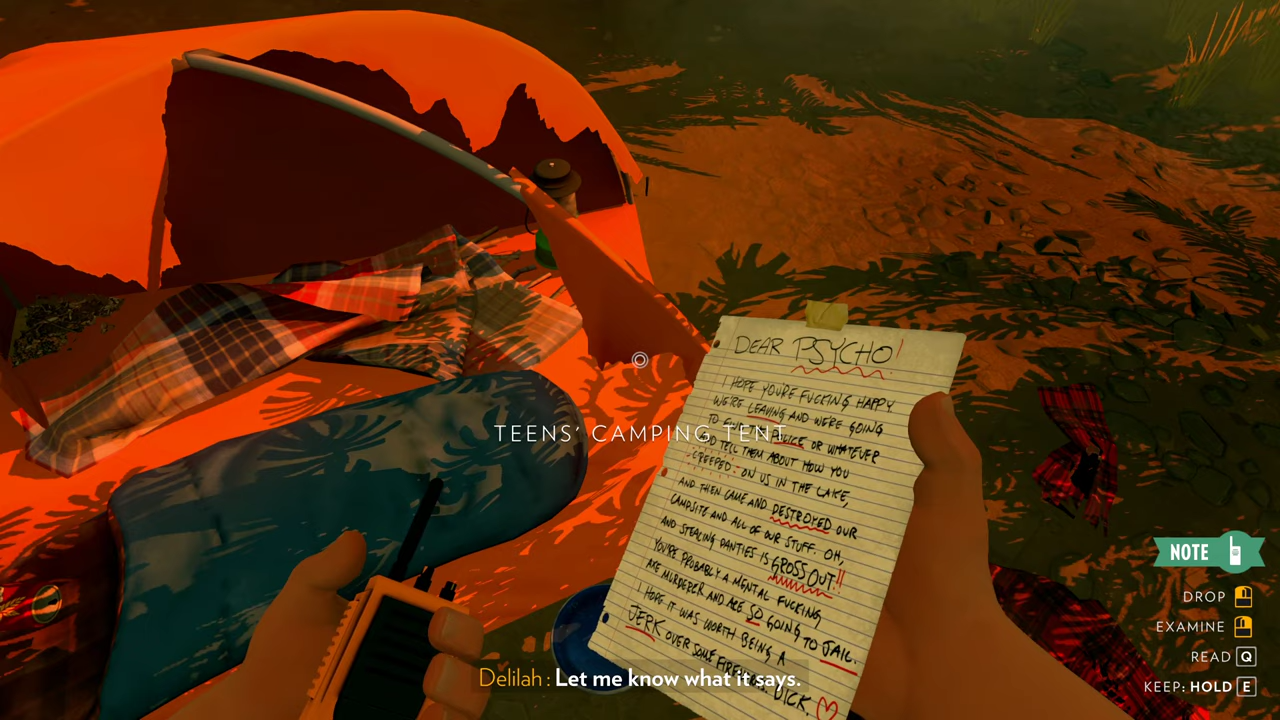 DEAR PSYCHO!
I HOPE YOU'RE FUCKING HAPPY
WE'RE LEAVING AND WE'RE GOING
TO POLICE OR WHATEVER
TELL THEM ABOUT HOW YOU
"CREEPED" ON US IN THE LAKE,
AND THEN CAME AND DESTROYED OUR
CAMPSITE AND ALL OF OUR STUFF. OH,
AND STEALING PANTIES IS GROSS OUT!!
YOU'RE PROBABLY A MENTAL FUCKING
AXE MURDERER AND ARE SO GOING TO JAIL.
I HOPE IT WAS WORTH BEING A
JERK OVER SOME DICK.
TEENS' CAMPING TENT
NOTE
DROP
EXAMINE
READ Q
KEEP: HOLD E
Delilah : Let me know what it says.